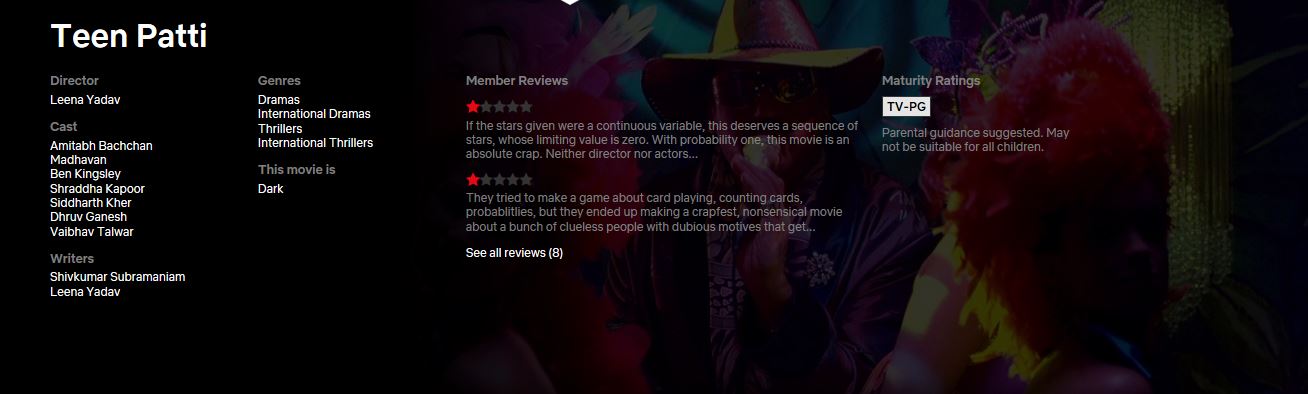 Teen Patti
Director
Leena Yadav
Cast
Amitabh Bachchan
Madhavan
Ben Kingsley
Shraddha Kapoor
Siddharth Kher
Dhruv Ganesh
Vaibhav Talwar
Writers
Shivkumar Subramaniam
Leena Yadav
Genres
Dramas
International Dramas
Thrillers
International Thrillers
This movie is
Dark
Member Reviews
If the stars given were a continuous variable, this deserves a sequence of
stars, whose limiting value is zero. With probability one, this movie is an
absolute crap. Neither director nor actors...
They tried to make a game about card playing, counting cards,
probablitlies, but they ended up making a crapfest, nonsensical movie
about a bunch of clueless people with dubious motives that get...
See all reviews (8)
Maturity Ratings
TV-PG
Parental guidance suggested. May
not be suitable for all children.